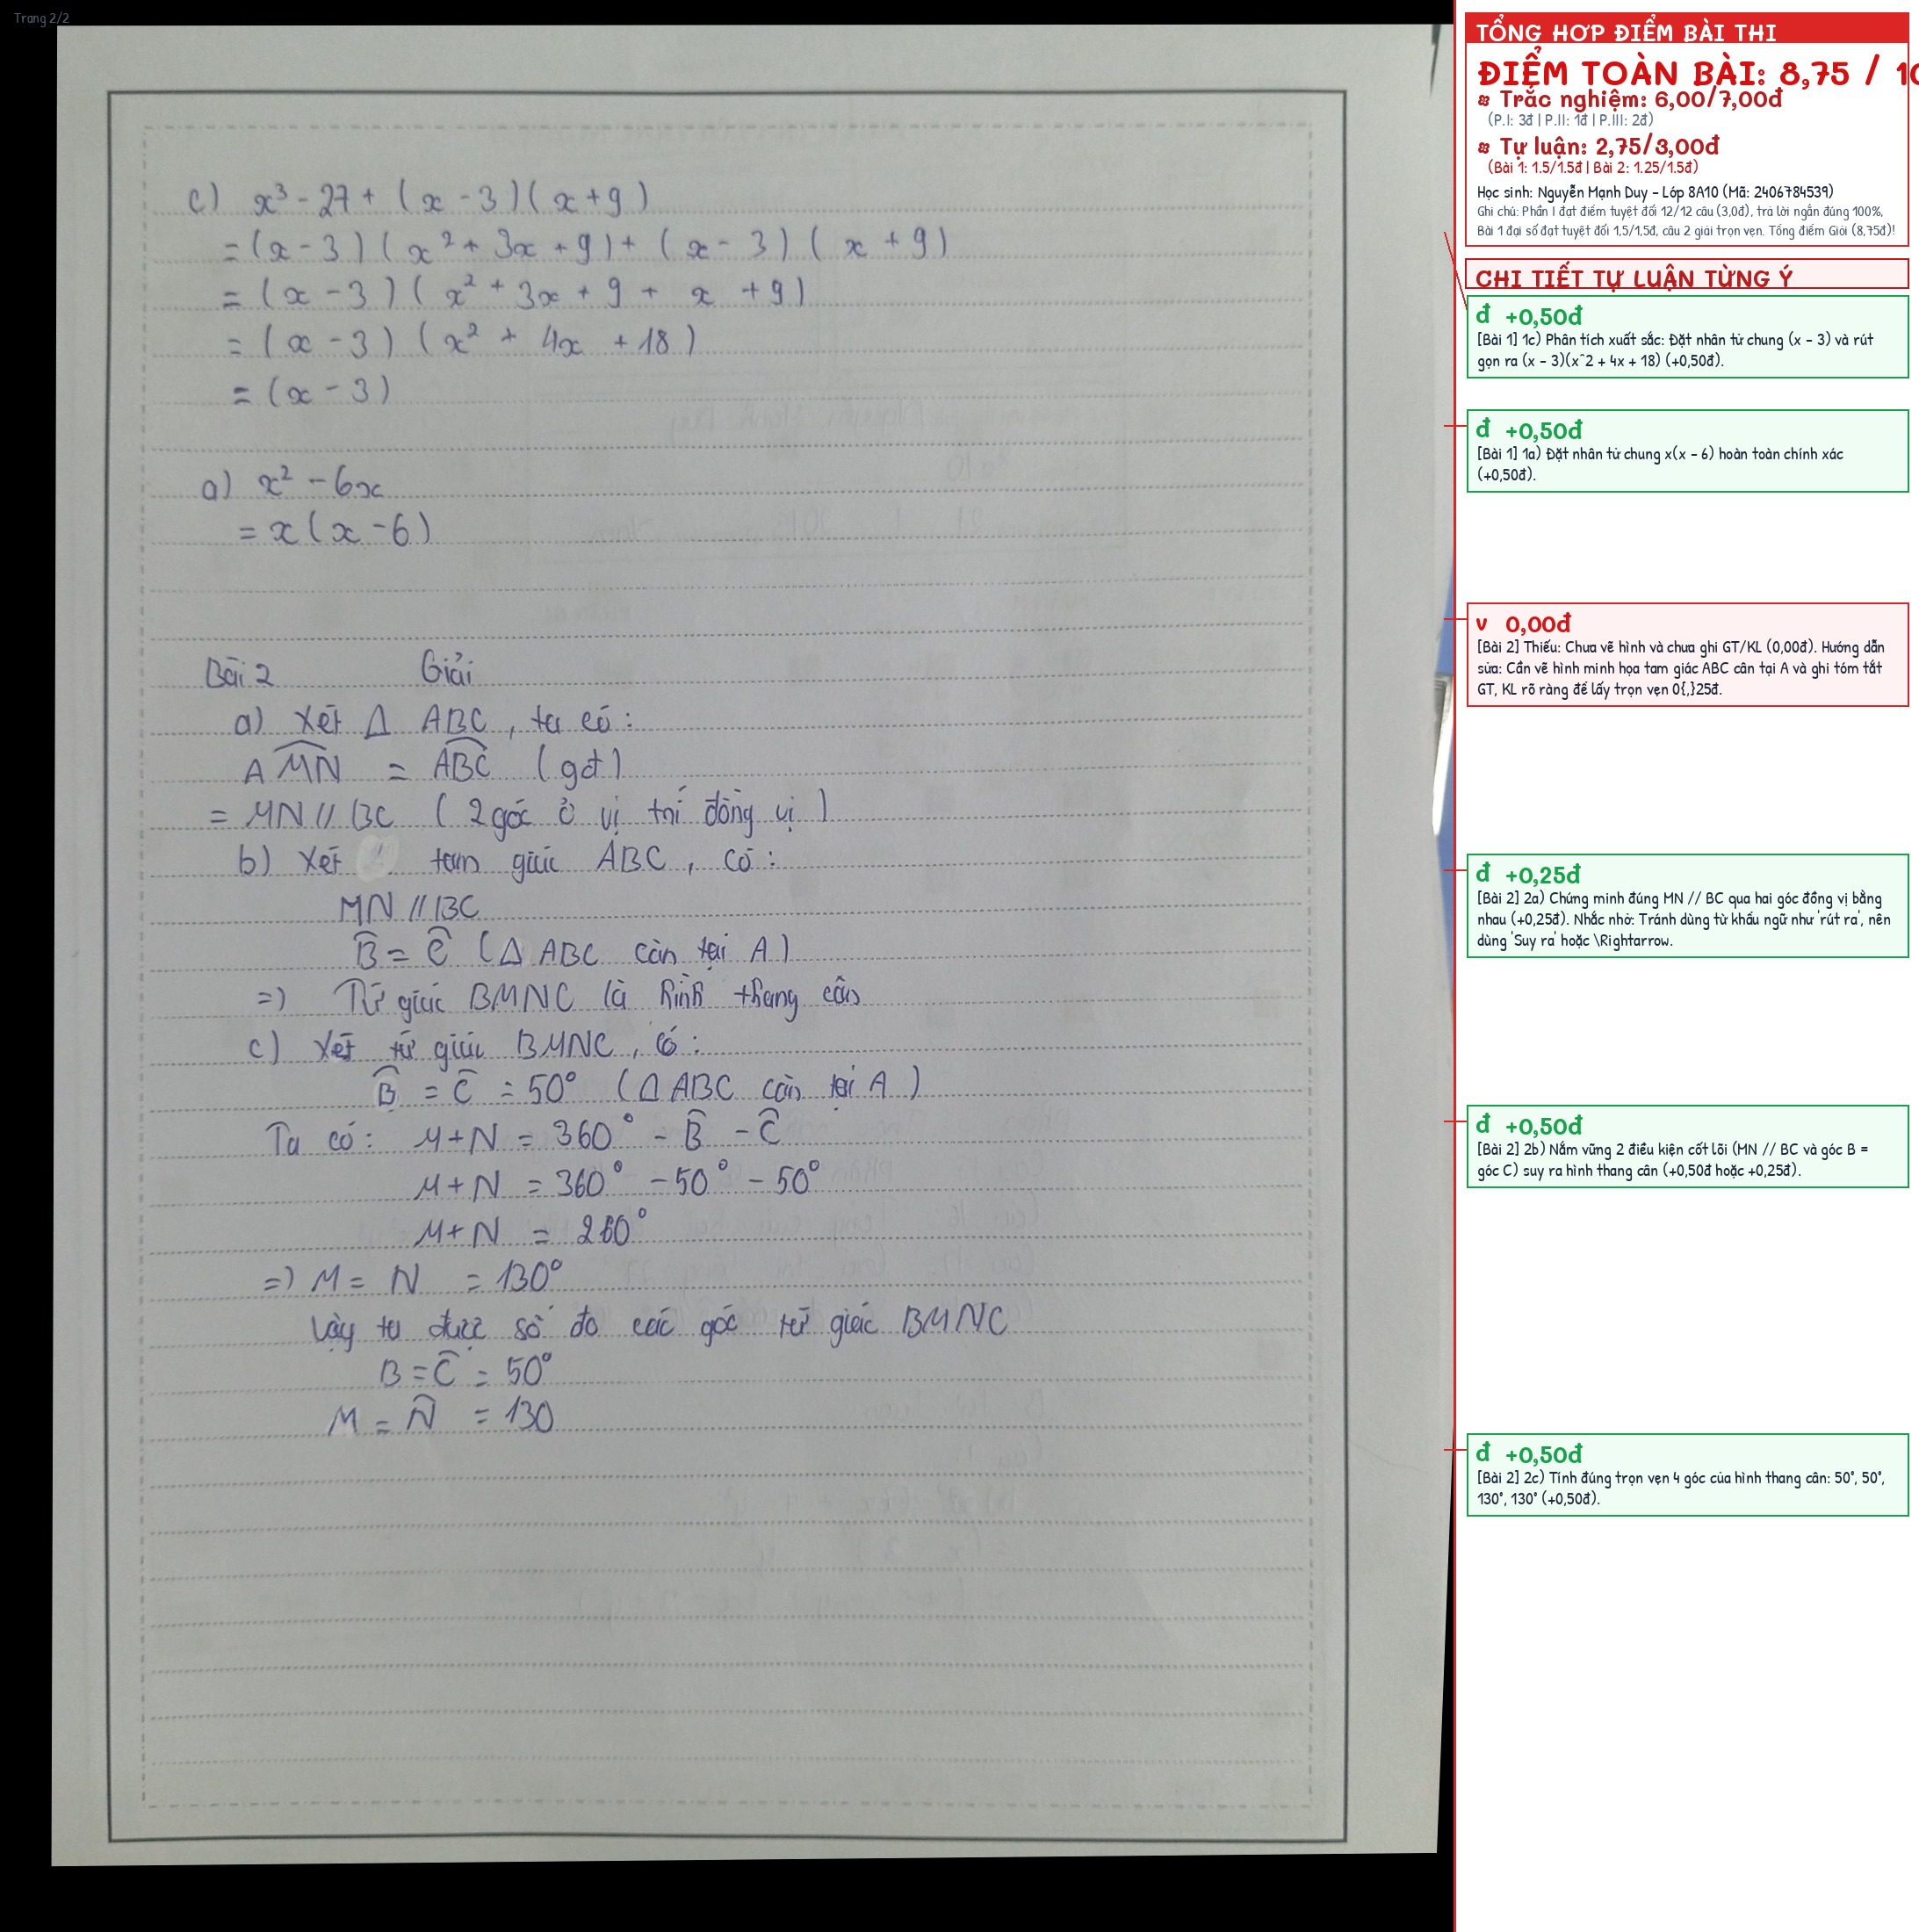 Trang 2/2
c) x³ - 27 + (x - 3)(x + 9)
= (x - 3)(x² + 3x + 9) + (x - 3)(x + 9)
= (x - 3)(x² + 3x + 9 + x + 9)
= (x - 3)(x² + 4x + 18)
= (x - 3)
a) x² - 6x
= x(x - 6)
Bài 2 Giải
a) Xét Δ ABC, ta có:
AMN = ABC (gđ)
= MN // BC (2 góc ở vị trí đồng vị)
b) Xét tam giác ABC, có:
MN // BC
B̂ = Ĉ (Δ ABC cân tại A)
=) Tứ giác BMNC là hình thang cân
c) Xét tứ giác BMNC, có:
B̂ = Ĉ = 50° (Δ ABC cân tại A)
Ta có: M + N = 360° - B̂ - Ĉ
M + N = 360° - 50° - 50°
M + N = 260°
=) M = N = 130°
Vậy ta được số đo các góc tứ giác BMNC
B = Ĉ = 50°
M = N̂ = 130
TỔNG HỢP ĐIỂM BÀI THI
ĐIỂM TOÀN BÀI: 8,75 / 10
Trắc nghiệm: 6,00/7,00đ
(P.I: 3đ | P.II: 1đ | P.III: 2đ)
Tự luận: 2,75/3,00đ
(Bài 1: 1.5/1.5đ | Bài 2: 1.25/1.5đ)
Học sinh: Nguyễn Mạnh Duy - Lớp 8A10 (Mã: 2406784539)
Ghi chú: Phần I đạt điểm tuyệt đối 12/12 câu (3,0đ), trả lời ngắn đúng 100%,
Bài 1 đại số đạt tuyệt đối 1,5/1,5đ, câu 2 giải trọn vẹn. Tổng điểm Giỏi (8,75đ)!
CHI TIẾT TỰ LUẬN TỪNG Ý
đ +0,50đ
[Bài 1] 1c) Phân tích xuất sắc: Đặt nhân tử chung (x - 3) và rút
gọn ra (x - 3)(x^2 + 4x + 18) (+0,50đ).
đ +0,50đ
[Bài 1] 1a) Đặt nhân tử chung x(x - 6) hoàn toàn chính xác
(+0,50đ).
v 0,00đ
[Bài 2] Thiếu: Chưa vẽ hình và chưa ghi GT/KL (0,00đ). Hướng dẫn
sửa: Cần vẽ hình minh họa tam giác ABC cân tại A và ghi tóm tắt
GT, KL rõ ràng để lấy trọn vẹn 0{,}25đ.
đ +0,25đ
[Bài 2] 2a) Chứng minh đúng MN // BC qua hai góc đồng vị bằng
nhau (+0,25đ). Nhắc nhở: Tránh dùng từ khẩu ngữ như 'rút ra', nên
dùng 'Suy ra' hoặc \Rightarrow.
đ +0,50đ
[Bài 2] 2b) Nắm vững 2 điều kiện cốt lõi (MN // BC và góc B =
góc C) suy ra hình thang cân (+0,50đ hoặc +0,25đ).
đ +0,50đ
[Bài 2] 2c) Tính đúng trọn vẹn 4 góc của hình thang cân: 50°, 50°,
130°, 130° (+0,50đ).